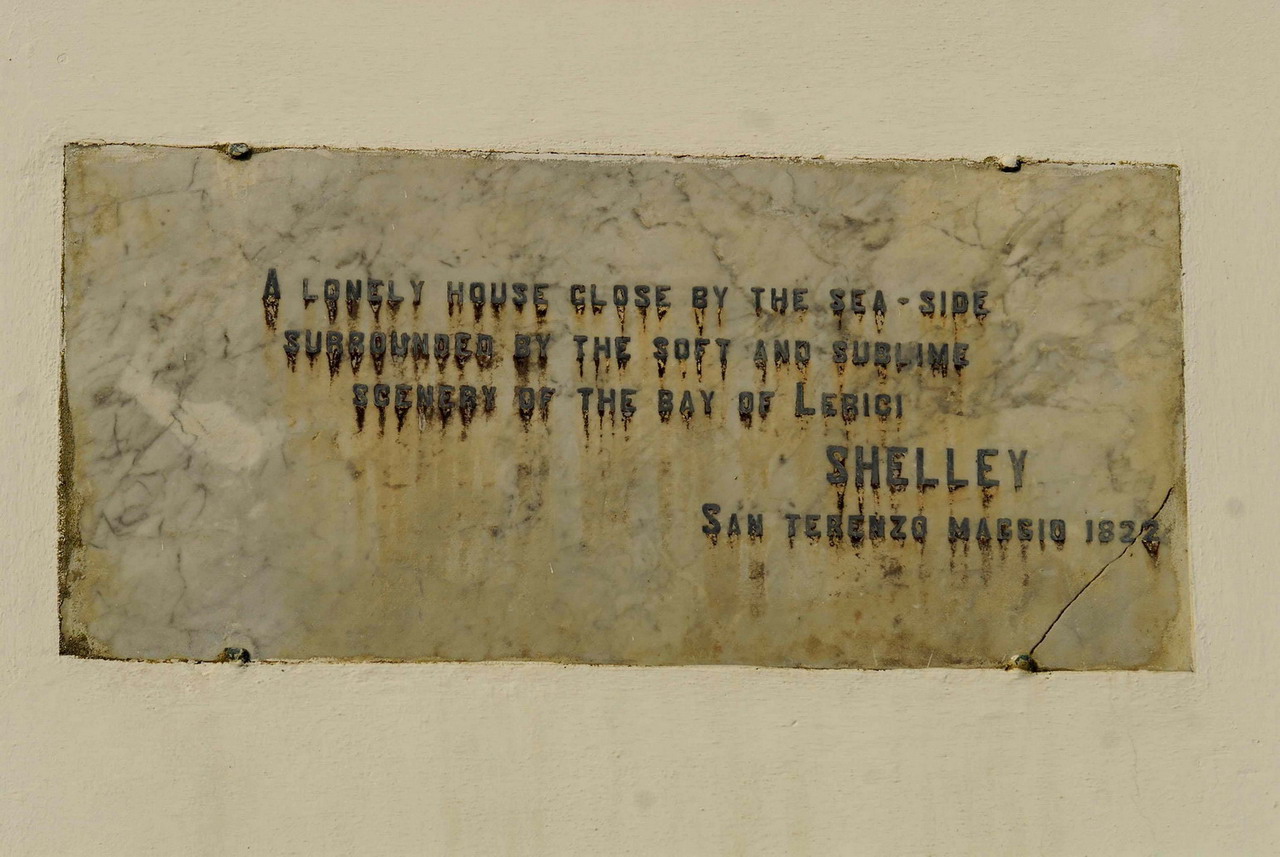 A LONELY HOUSE CLOSE BY THE SEA-SIDE
SURROUNDED BY THE SOFT AND SUBLIME
SCENERY OF THE BAY OF LERICI
SHELLEY
SAN TERENZO MAGGIO 1822